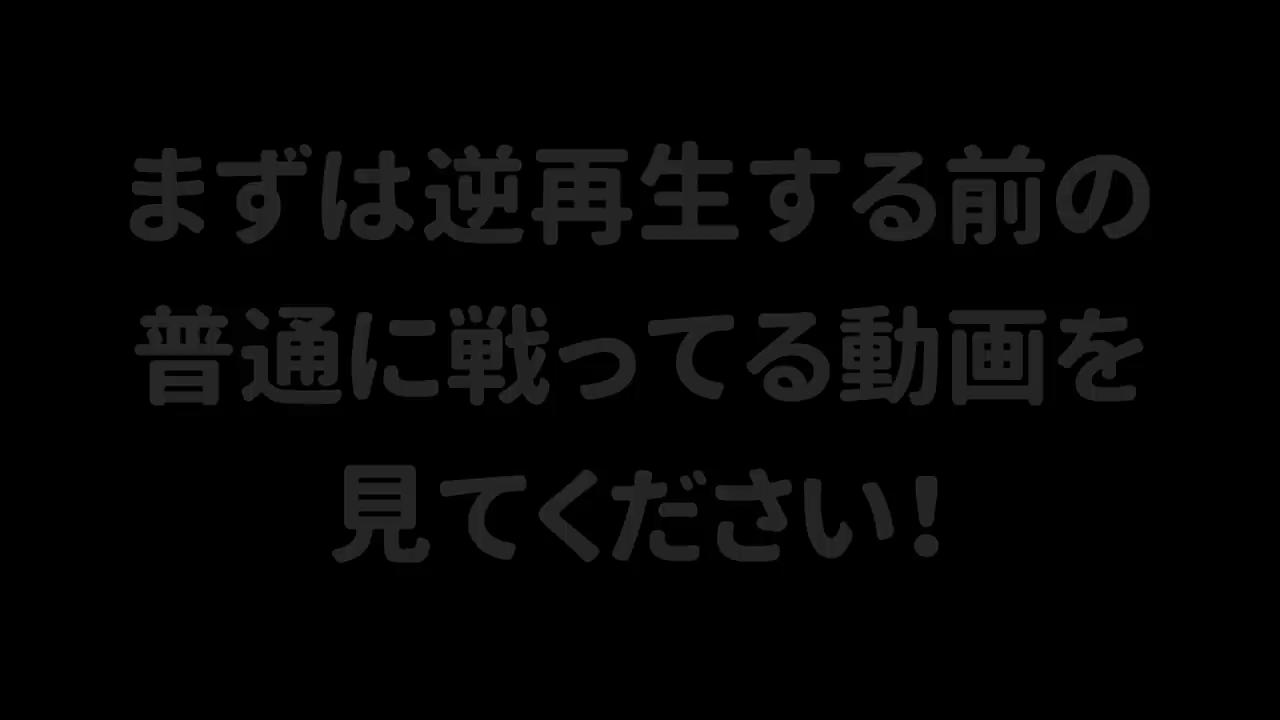 まずは逆再生する前の
普通に戦ってる動画を
見てください!